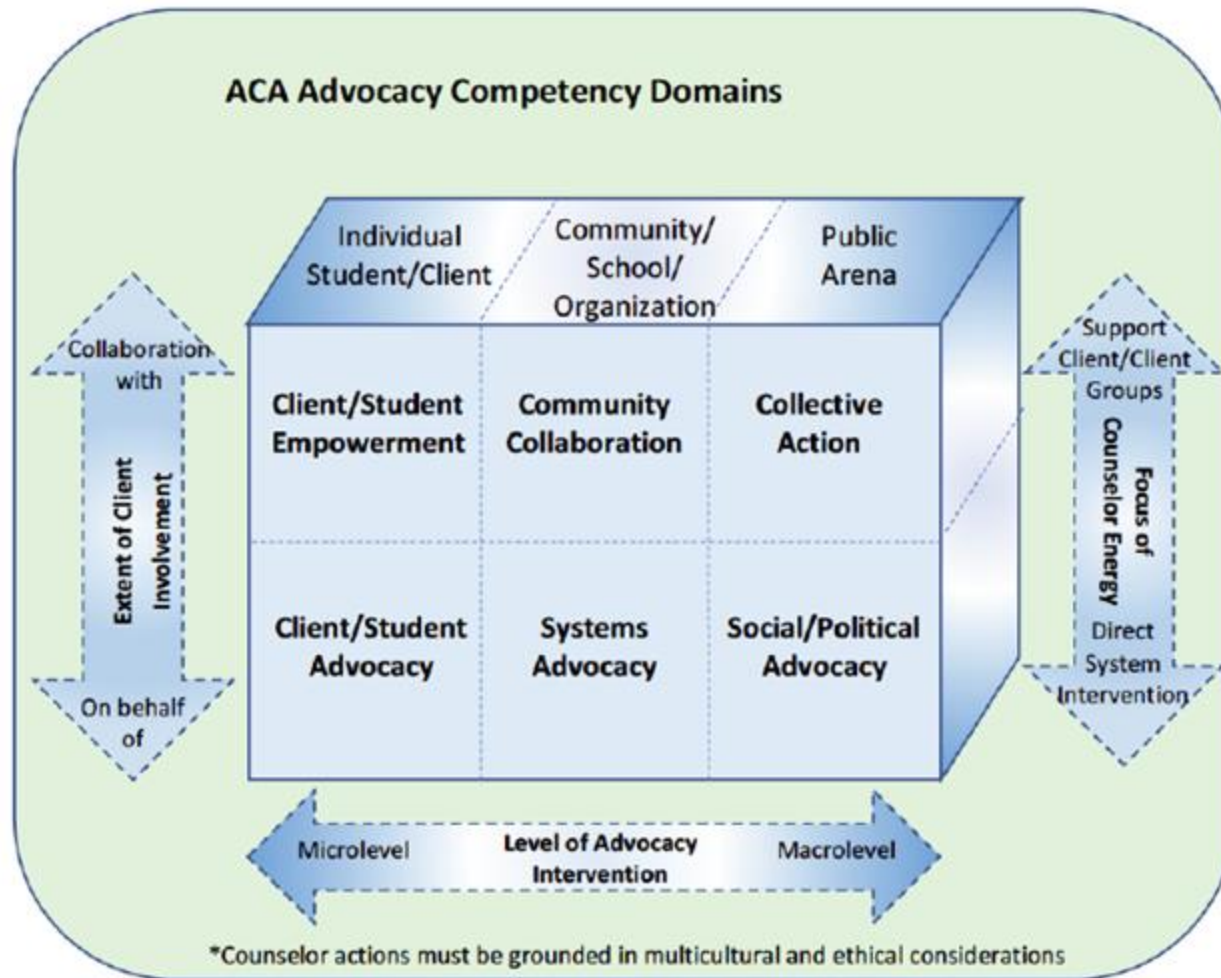 ACA Advocacy Competency Domains
Individual
Student/Client
Community/
School/
Organization
Public
Arena
Collaboration
with
Extent of Client
Involvement
On behalf
of
Client/Student
Empowerment
Community
Collaboration
Collective
Action
Client/Student
Advocacy
Systems
Advocacy
Social/Political
Advocacy
Support
Client/Client
Groups
Focus of
Counselor Energy
Direct
System
Intervention
Microlevel
Level of Advocacy
Intervention
Macrolevel
*Counselor actions must be grounded in multicultural and ethical considerations